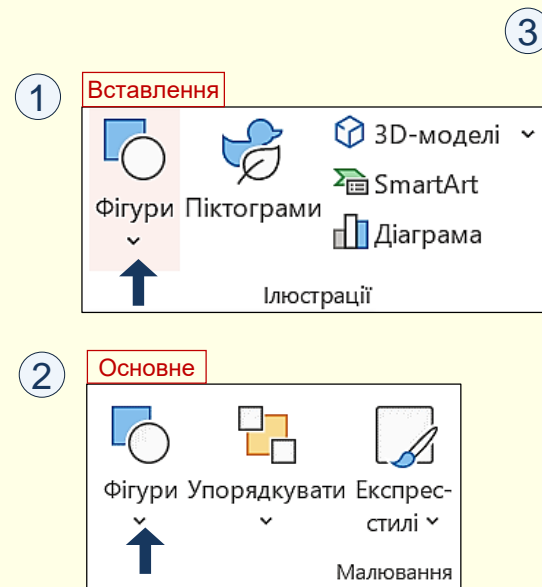 3
1
Вставлення
3D-моделі
SmartArt
Діаграма
Фігури Піктограми
Ілюстрації
2
Основне
Фігури Упорядкувати Експрес-
стилі
Малювання